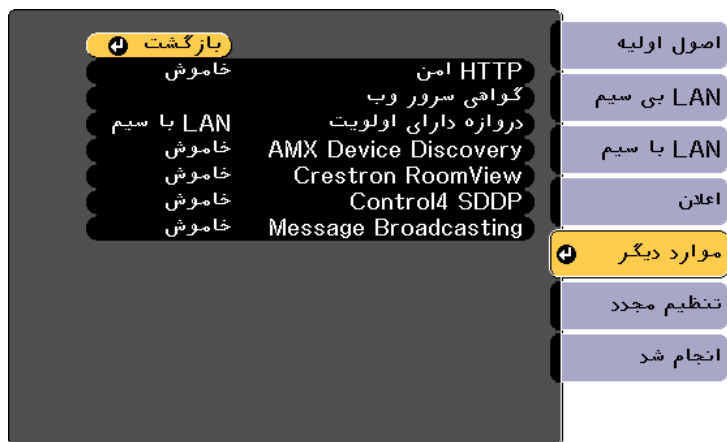 اصول اولیه
LAN بی سیم
LAN با سیم
اعلان
موارد دیگر
تنظیم مجدد
انجام شد
بازگشت
HTTP امن خاموش
گواهی سرور وب
دروازه دارای اولویت LAN با سیم
AMX Device Discovery خاموش
Crestron RoomView خاموش
Control4 SDDP خاموش
Message Broadcasting خاموش